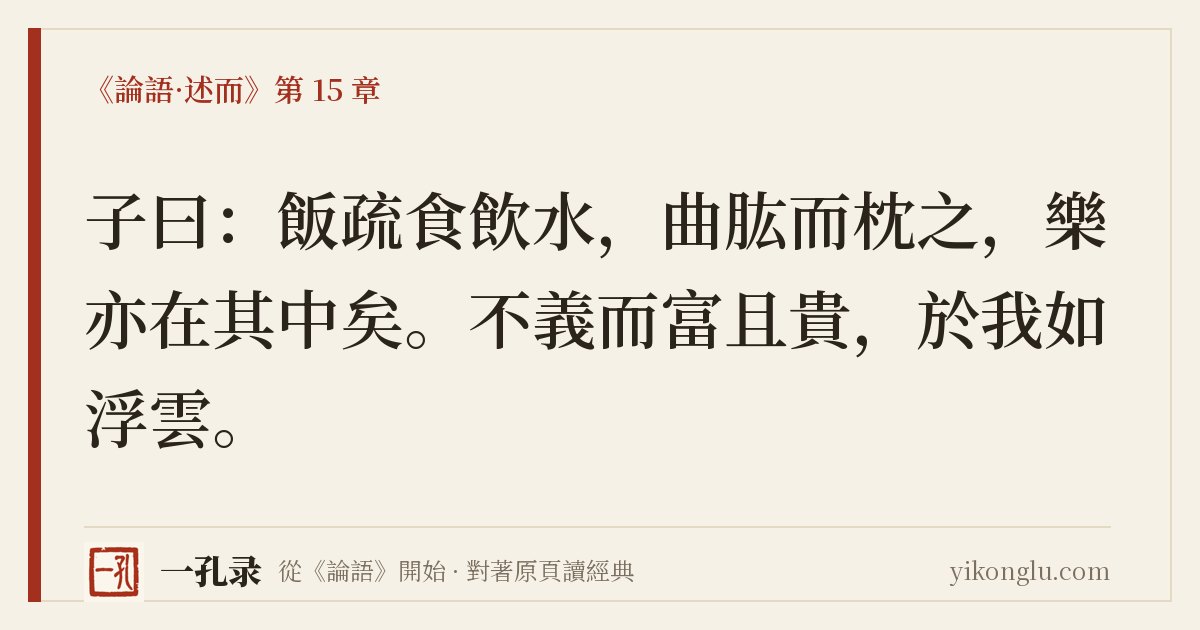 《論語·述而》第 15 章
子曰：飯疏食飲水，曲肱而枕之，樂
亦在其中矣。不義而富且貴，於我如
浮雲。
一孔
一孔录 從《論語》開始 · 對著原頁讀經典 yikonglu.com